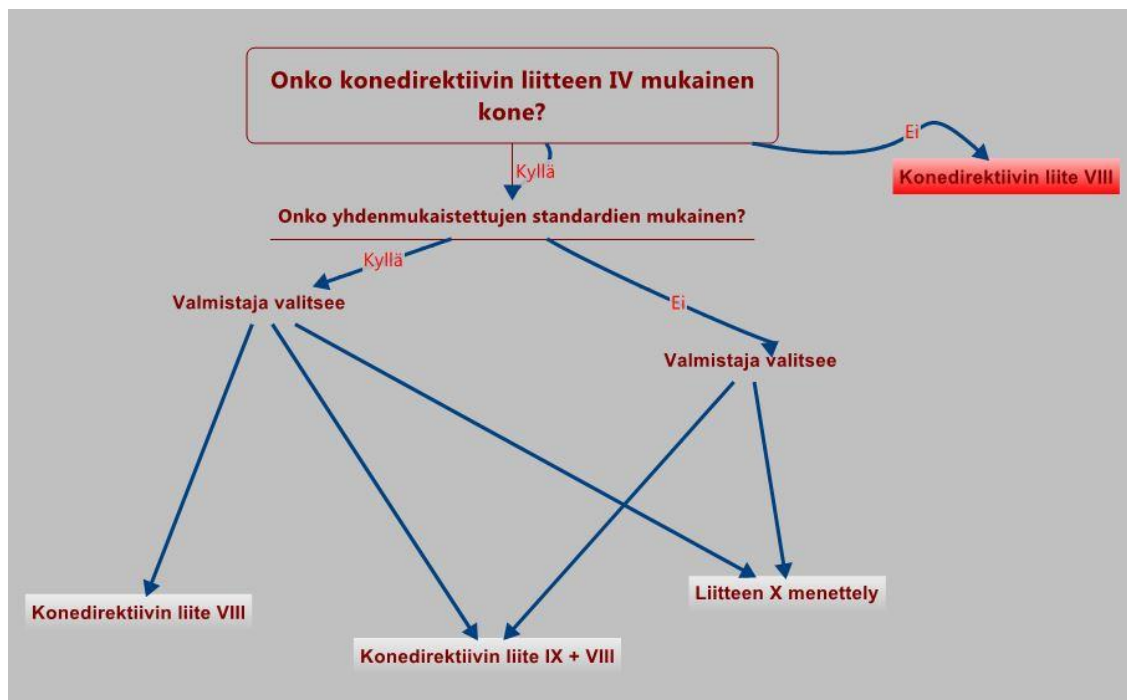 Onko konedirektiivin liitteen IV mukainen
kone?
Ei
Konedirektiivin liite VIII
Kyllä
Onko yhdenmukaistettujen standardien mukainen?
Kyllä
Ei
Valmistaja valitsee
Valmistaja valitsee
Liitteen X menettely
Konedirektiivin liite VIII
Konedirektiivin liite IX + VIII